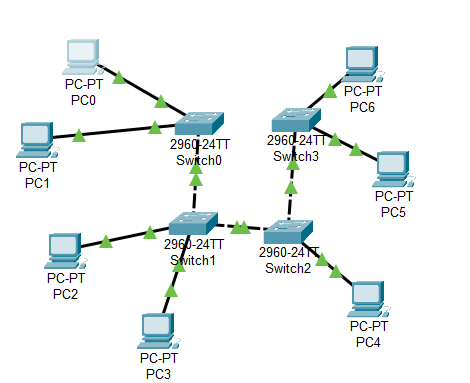 PC-PT
PC0
PC-PT
PC6
2960-24TT
Switch0
2960-24TT
Switch3
PC-PT
PC1
PC-PT
PC5
2960-24TT
Switch1
2960-24TT
Switch2
PC-PT
PC2
PC-PT
PC4
PC-PT
PC3